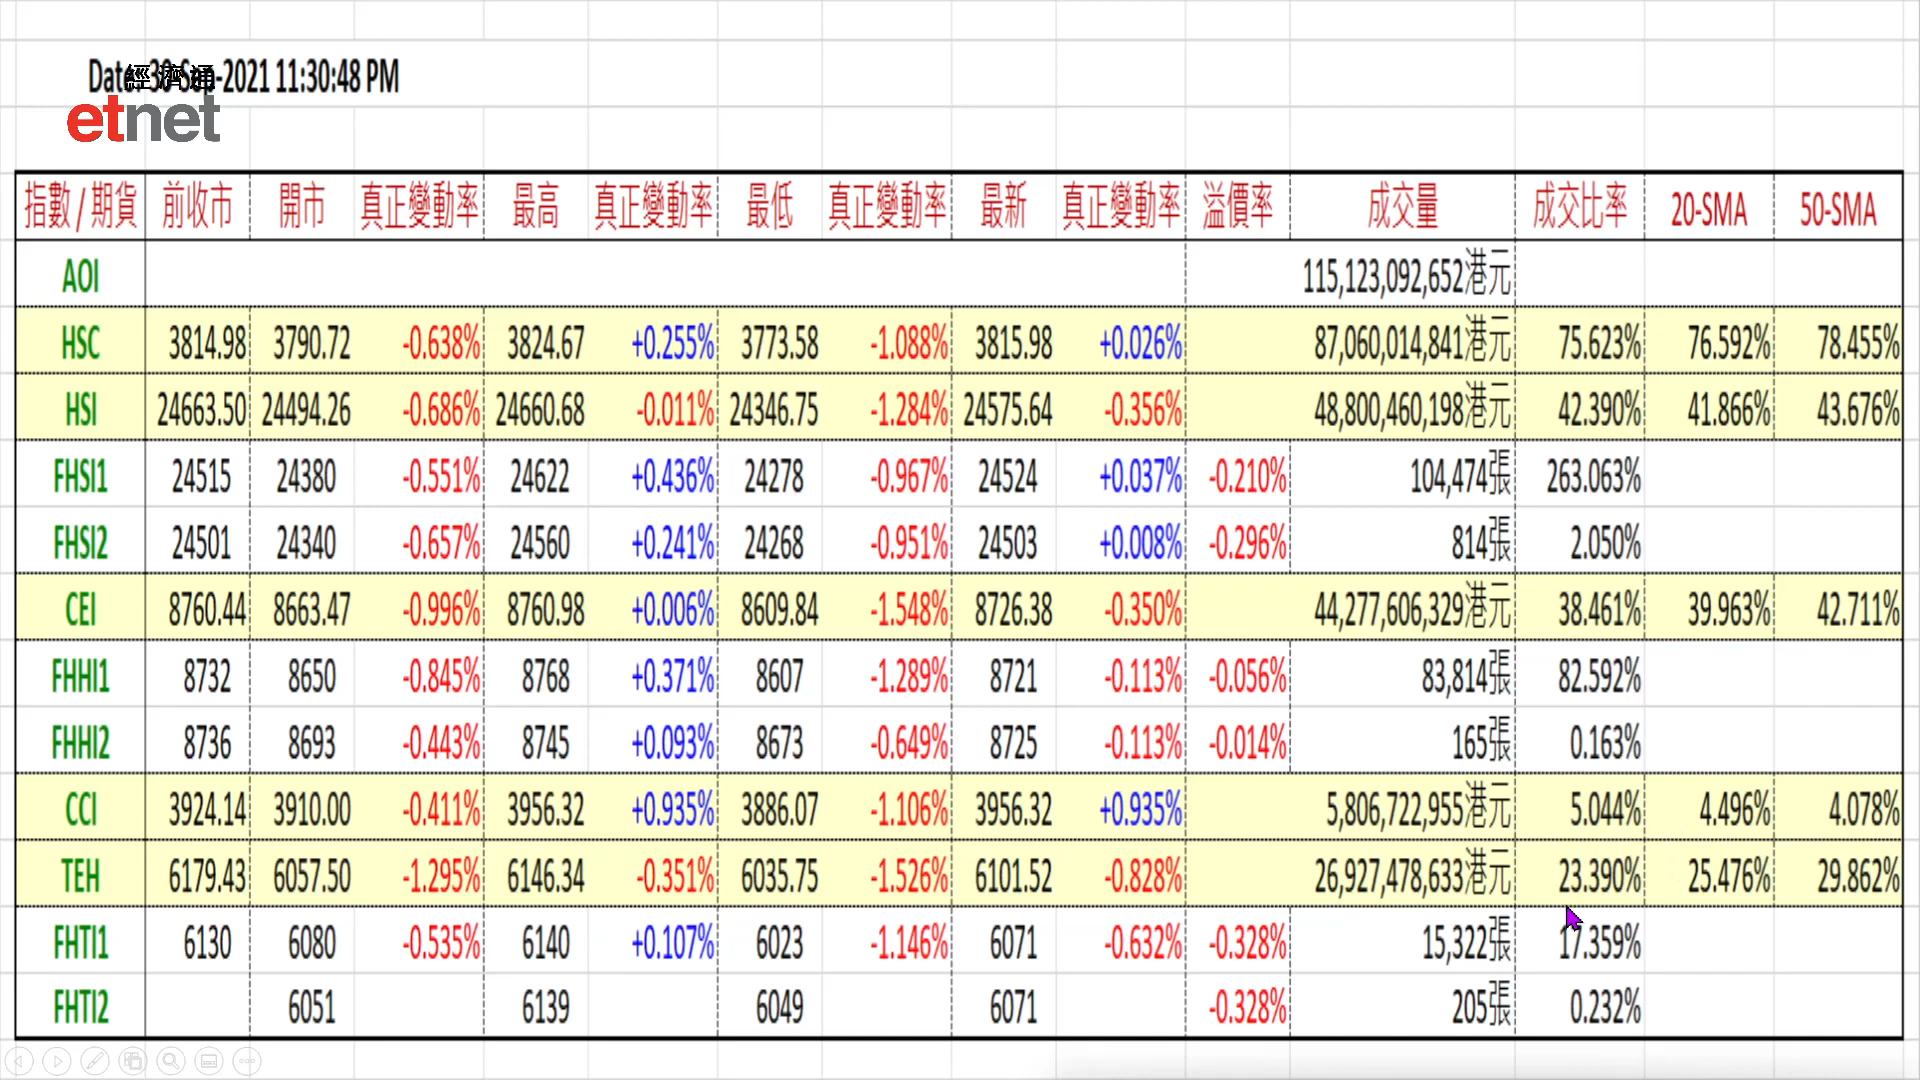 Date: 30-Sep-2021 11:30:48 PM
經濟通
etnet
指數 / 期貨 前收市 開市 真正變動率 最高 真正變動率 最低 真正變動率 最新 真正變動率 溢價率 成交量 成交比率 20-SMA 50-SMA
AOI 115,123,092,652港元
HSC 3814.98 3790.72 -0.638% 3824.67 +0.255% 3773.58 -1.088% 3815.98 +0.026% 87,060,014,841港元 75.623% 76.592% 78.455%
HSI 24663.50 24494.26 -0.686% 24660.68 -0.011% 24346.75 -1.284% 24575.64 -0.356% 48,800,460,198港元 42.390% 41.866% 43.676%
FHSI1 24515 24380 -0.551% 24622 +0.436% 24278 -0.967% 24524 +0.037% -0.210% 104,474張 263.063%
FHSI2 24501 24340 -0.657% 24560 +0.241% 24268 -0.951% 24503 +0.008% -0.296% 814張 2.050%
CEI 8760.44 8663.47 -0.996% 8760.98 +0.006% 8609.84 -1.548% 8726.38 -0.350% 44,277,606,329港元 38.461% 39.963% 42.711%
FHHI1 8732 8650 -0.845% 8768 +0.371% 8607 -1.289% 8721 -0.113% -0.056% 83,814張 82.592%
FHHI2 8736 8693 -0.443% 8745 +0.093% 8673 -0.649% 8725 -0.113% -0.014% 165張 0.163%
CCI 3924.14 3910.00 -0.411% 3956.32 +0.935% 3886.07 -1.106% 3956.32 +0.935% 5,806,722,955港元 5.044% 4.496% 4.078%
TEH 6179.43 6057.50 -1.295% 6146.34 -0.351% 6035.75 -1.526% 6101.52 -0.828% 26,927,478,633港元 23.390% 25.476% 29.862%
FHTI1 6130 6080 -0.535% 6140 +0.107% 6023 -1.146% 6071 -0.632% -0.328% 15,322張 17.359%
FHTI2 6051 6139 6049 6071 -0.328% 205張 0.232%